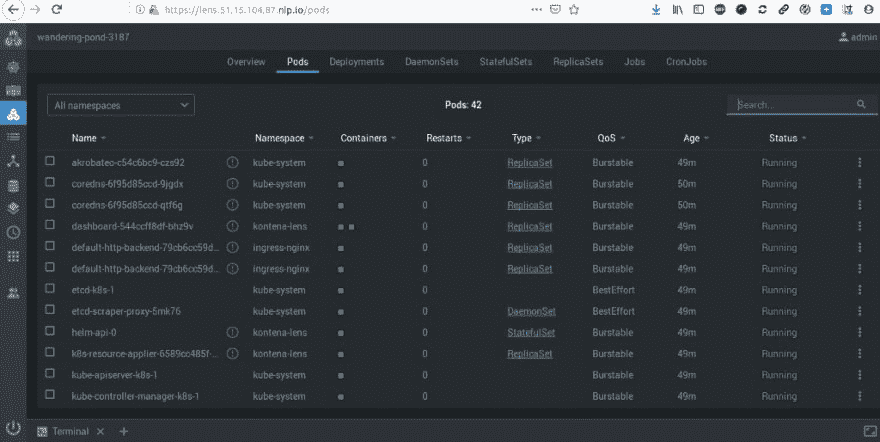 https://lens.51.15.104.87.nip.io/pods
wandering-pond-3187 admin
Overview Pods Deployments DaemonSets StatefulSets ReplicaSets Jobs CronJobs
All namespaces Pods: 42 Search...
Name Namespace Containers Restarts Type QoS Age Status
akrobateo-c54c6bc9-czs92 kube-system 0 ReplicaSet Burstable 49m Running
coredns-6f95d85ccd-9jgdx kube-system 0 ReplicaSet Burstable 50m Running
coredns-6f95d85ccd-qtf6g kube-system 0 ReplicaSet Burstable 50m Running
dashboard-544ccff8df-bhz9v kontena-lens 0 ReplicaSet Burstable 49m Running
default-http-backend-79cb6cc59d... ingress-nginx 0 ReplicaSet Burstable 49m Running
default-http-backend-79cb6cc59d... ingress-nginx 0 ReplicaSet Burstable 49m Running
etcd-k8s-1 kube-system 0 BestEffort 49m Running
etcd-scraper-proxy-5mk76 kube-system 0 DaemonSet BestEffort 49m Running
helm-api-0 kontena-lens 0 StatefulSet Burstable 49m Running
k8s-resource-applier-6589cc485f-... kontena-lens 0 ReplicaSet Burstable 49m Running
kube-apiserver-k8s-1 kube-system 0 Burstable 49m Running
kube-controller-manager-k8s-1 kube-system 0 Burstable 49m Running
Terminal